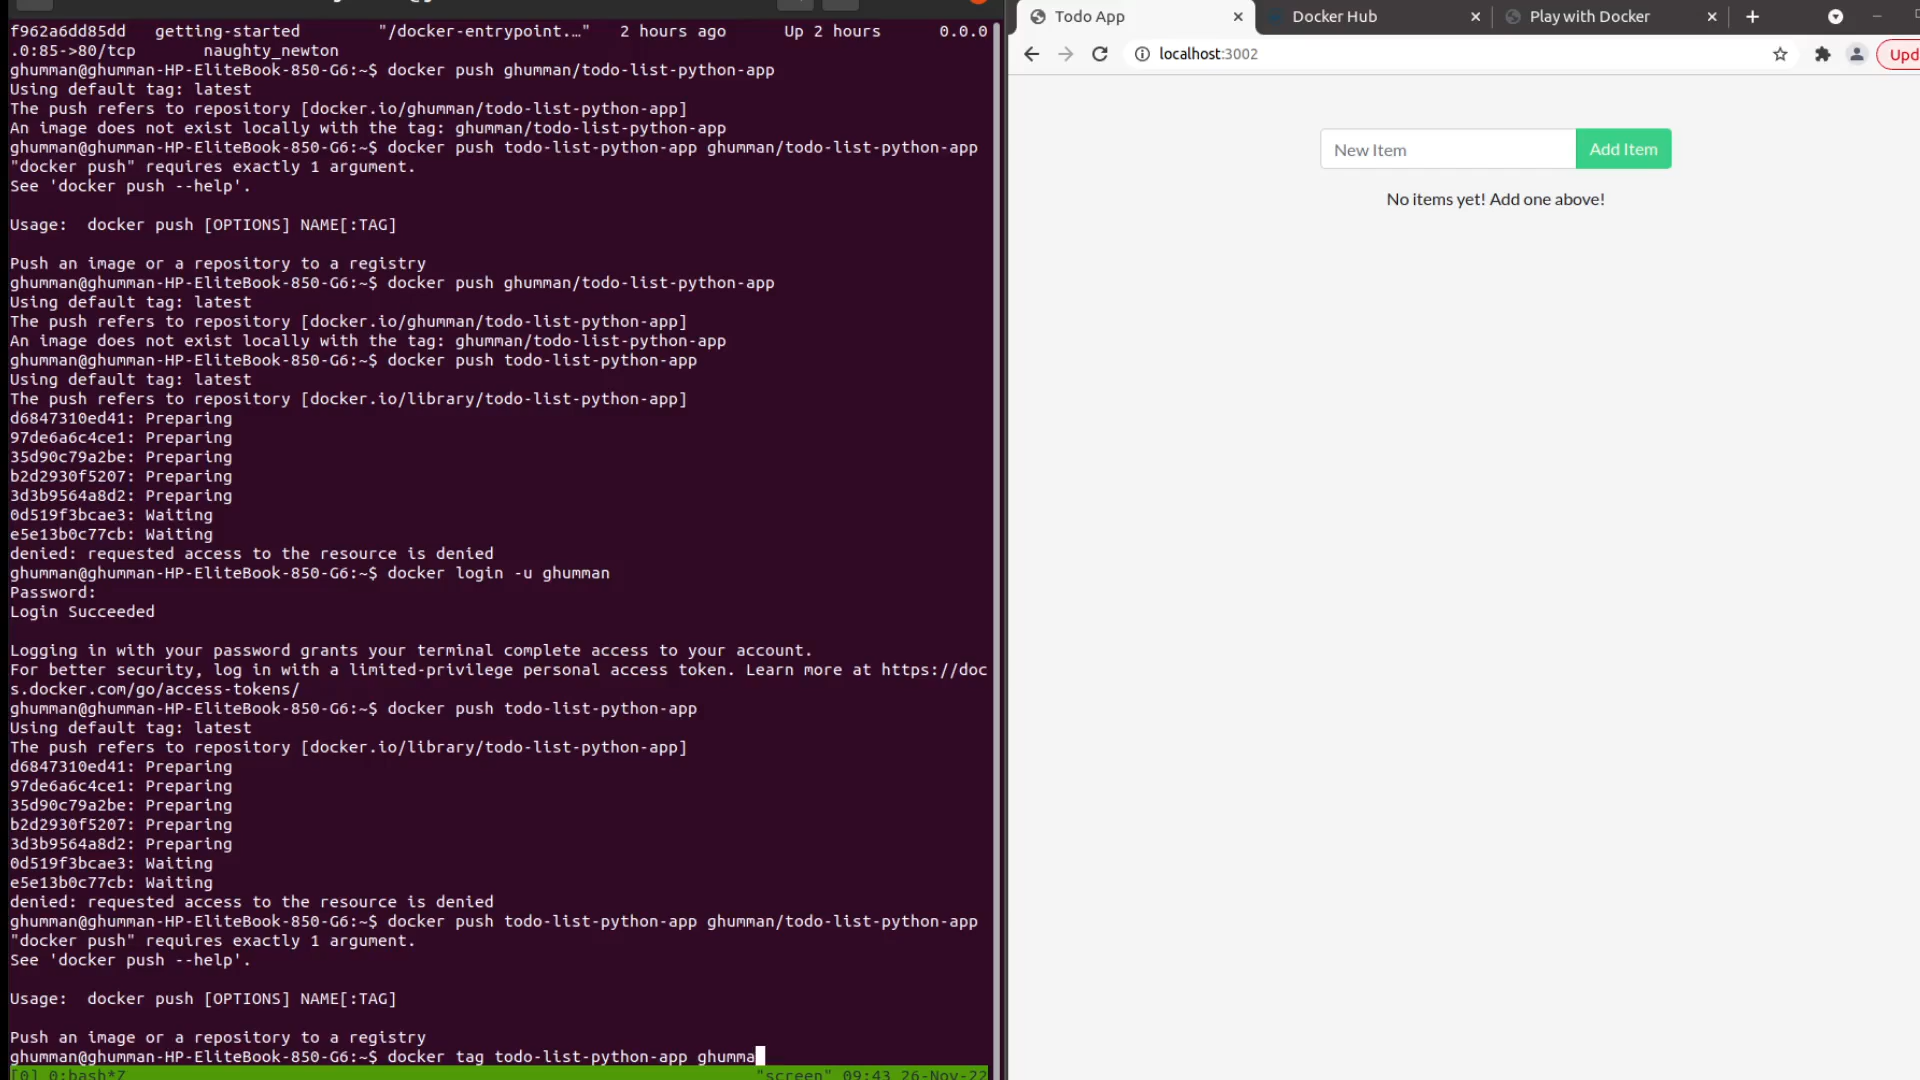 f962a6dd85dd   getting-started        "/docker-entrypoint.…"   2 hours ago      Up 2 hours      0.0.0
.0:85->80/tcp       naughty_newton
ghumman@ghumman-HP-EliteBook-850-G6:~$ docker push ghumman/todo-list-python-app
Using default tag: latest
The push refers to repository [docker.io/ghumman/todo-list-python-app]
An image does not exist locally with the tag: ghumman/todo-list-python-app
ghumman@ghumman-HP-EliteBook-850-G6:~$ docker push todo-list-python-app ghumman/todo-list-python-app
"docker push" requires exactly 1 argument.
See 'docker push --help'.
Usage:  docker push [OPTIONS] NAME[:TAG]
Push an image or a repository to a registry
ghumman@ghumman-HP-EliteBook-850-G6:~$ docker push ghumman/todo-list-python-app
Using default tag: latest
The push refers to repository [docker.io/ghumman/todo-list-python-app]
An image does not exist locally with the tag: ghumman/todo-list-python-app
ghumman@ghumman-HP-EliteBook-850-G6:~$ docker push todo-list-python-app
Using default tag: latest
The push refers to repository [docker.io/library/todo-list-python-app]
d6847310ed41: Preparing
97de6a6c4ce1: Preparing
35d90c79a2be: Preparing
b2d2930f5207: Preparing
3d3b9564a8d2: Preparing
0d519f3bcae3: Waiting
e5e13b0c77cb: Waiting
denied: requested access to the resource is denied
ghumman@ghumman-HP-EliteBook-850-G6:~$ docker login -u ghumman
Password:
Login Succeeded
Logging in with your password grants your terminal complete access to your account.
For better security, log in with a limited-privilege personal access token. Learn more at https://doc
s.docker.com/go/access-tokens/
ghumman@ghumman-HP-EliteBook-850-G6:~$ docker push todo-list-python-app
Using default tag: latest
The push refers to repository [docker.io/library/todo-list-python-app]
d6847310ed41: Preparing
97de6a6c4ce1: Preparing
35d90c79a2be: Preparing
b2d2930f5207: Preparing
3d3b9564a8d2: Preparing
0d519f3bcae3: Waiting
e5e13b0c77cb: Waiting
denied: requested access to the resource is denied
ghumman@ghumman-HP-EliteBook-850-G6:~$ docker push todo-list-python-app ghumman/todo-list-python-app
"docker push" requires exactly 1 argument.
See 'docker push --help'.
Usage:  docker push [OPTIONS] NAME[:TAG]
Push an image or a repository to a registry
ghumman@ghumman-HP-EliteBook-850-G6:~$ docker tag todo-list-python-app ghumma
[0] 0:bash*Z "screen" 09:43 26-Nov-22
Todo App
Docker Hub
Play with Docker
localhost:3002
Upd
New Item
Add Item
No items yet! Add one above!